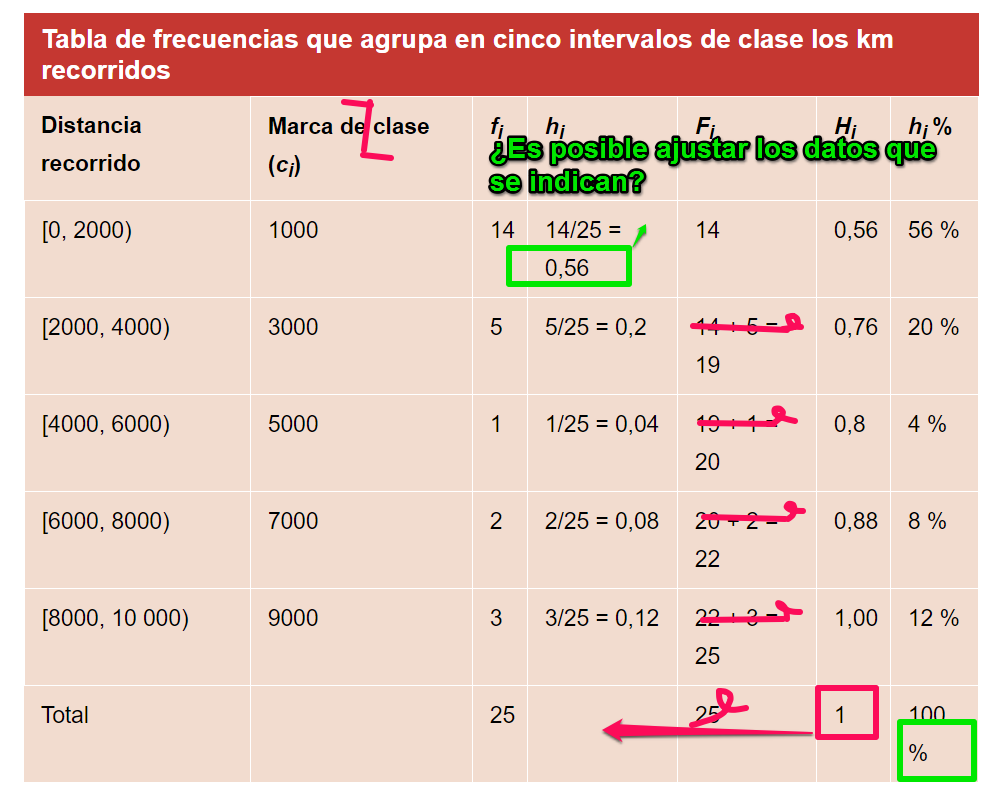 Tabla de frecuencias que agrupa en cinco intervalos de clase los km
recorridos
Distancia
recorrido
Marca de clase
(ci)
fi
hi
Fi
Hi
hi %
¿Es posible ajustar los datos que
se indican?
[0, 2000)
1000
14
14/25 =
0,56
14
0,56
56 %
[2000, 4000)
3000
5
5/25 = 0,2
14 + 5 =
19
0,76
20 %
[4000, 6000)
5000
1
1/25 = 0,04
19 + 1 =
20
0,8
4 %
[6000, 8000)
7000
2
2/25 = 0,08
20 + 2 =
22
0,88
8 %
[8000, 10 000)
9000
3
3/25 = 0,12
22 + 3 =
25
1,00
12 %
Total
25
25
1
100
%